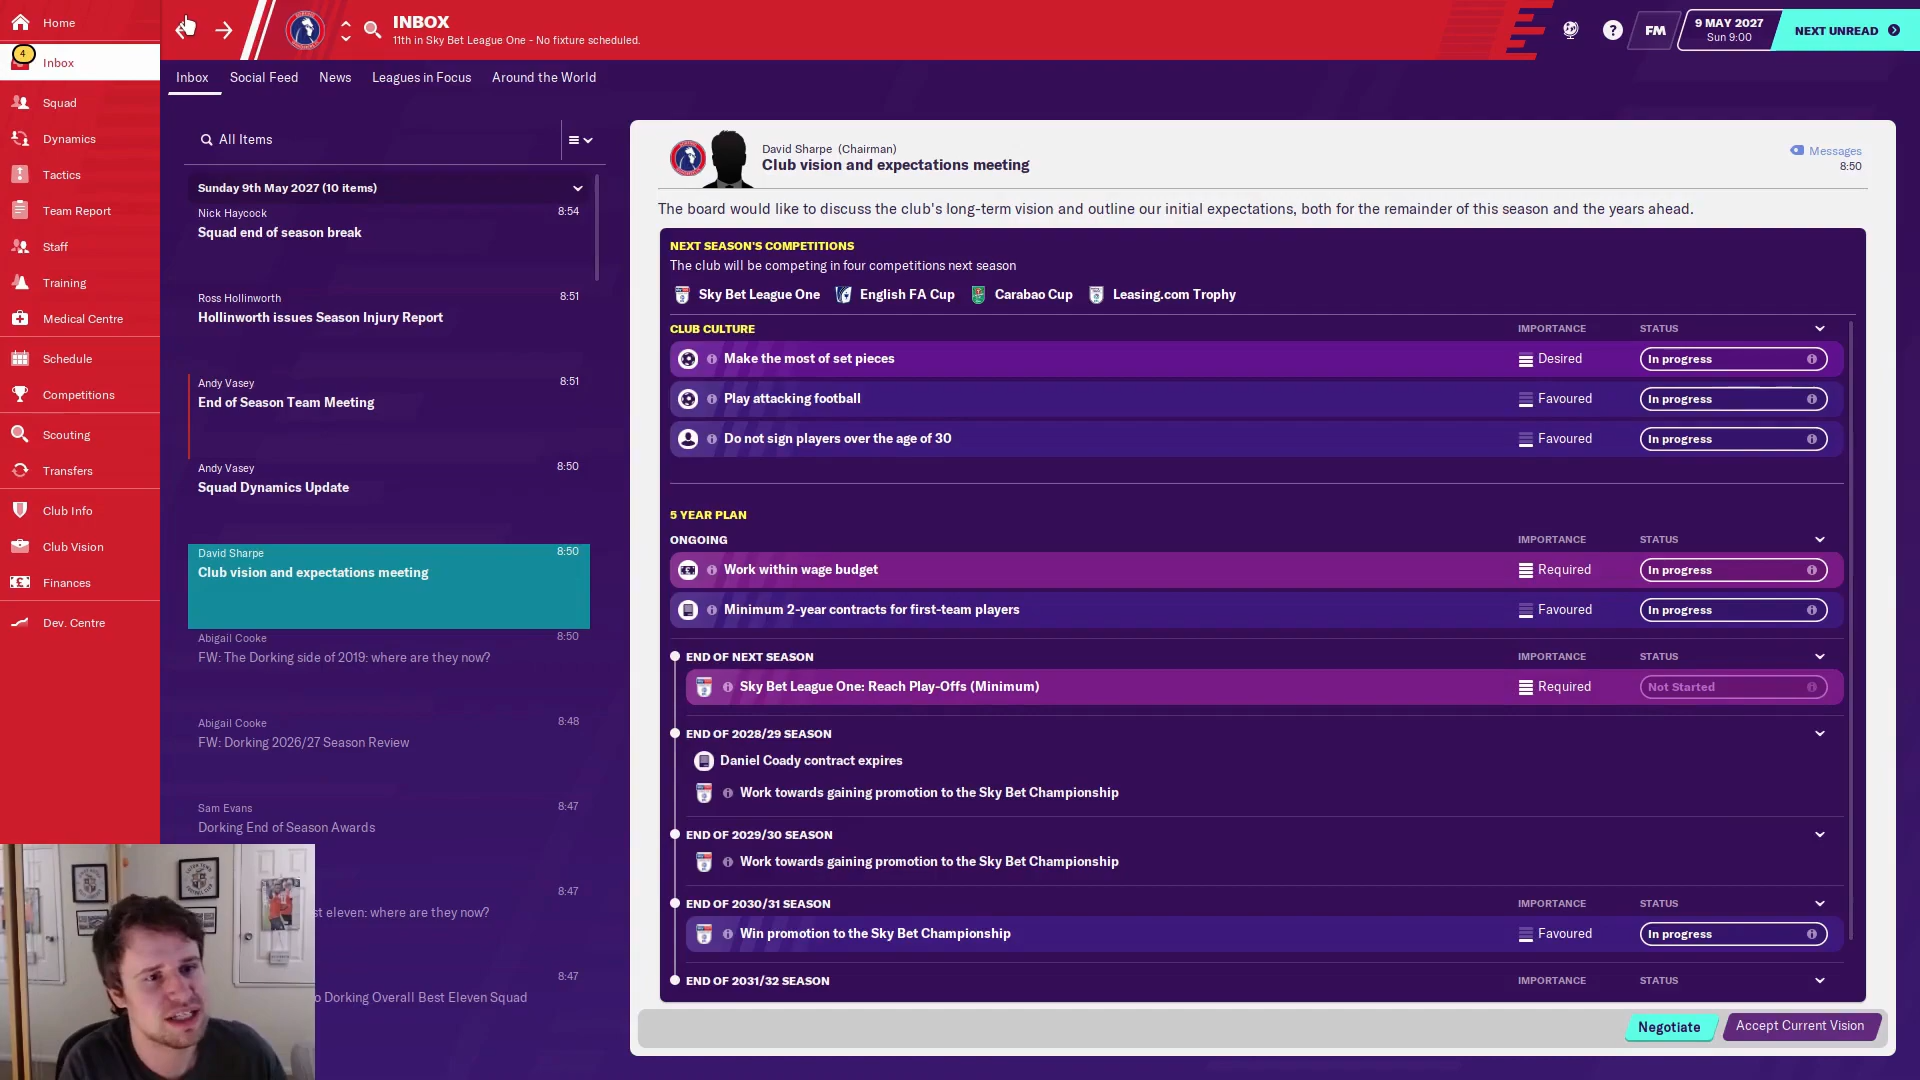 Home
INBOX
11th in Sky Bet League One - No fixture scheduled.
FM
9 MAY 2027
Sun 9:00
NEXT UNREAD
4
Inbox
Squad
Dynamics
Tactics
Team Report
Staff
Training
Medical Centre
Schedule
Competitions
Scouting
Transfers
Club Info
Club Vision
Finances
Dev. Centre
Inbox Social Feed News Leagues in Focus Around the World
All Items
Sunday 9th May 2027 (10 items)
Nick Haycock 8:54
Squad end of season break
Ross Hollinworth 8:51
Hollinworth issues Season Injury Report
Andy Vasey 8:51
End of Season Team Meeting
Andy Vasey 8:50
Squad Dynamics Update
David Sharpe 8:50
Club vision and expectations meeting
Abigail Cooke 8:50
FW: The Dorking side of 2019: where are they now?
Abigail Cooke 8:48
FW: Dorking 2026/27 Season Review
Sam Evans 8:47
Dorking End of Season Awards
8:47
st eleven: where are they now?
8:47
o Dorking Overall Best Eleven Squad
David Sharpe (Chairman)
Club vision and expectations meeting
Messages
8:50
The board would like to discuss the club's long-term vision and outline our initial expectations, both for the remainder of this season and the years ahead.
NEXT SEASON'S COMPETITIONS
The club will be competing in four competitions next season
Sky Bet League One English FA Cup Carabao Cup Leasing.com Trophy
CLUB CULTURE IMPORTANCE STATUS
Make the most of set pieces Desired In progress
Play attacking football Favoured In progress
Do not sign players over the age of 30 Favoured In progress
5 YEAR PLAN
ONGOING IMPORTANCE STATUS
Work within wage budget Required In progress
Minimum 2-year contracts for first-team players Favoured In progress
END OF NEXT SEASON IMPORTANCE STATUS
Sky Bet League One: Reach Play-Offs (Minimum) Required Not Started
END OF 2028/29 SEASON
Daniel Coady contract expires
Work towards gaining promotion to the Sky Bet Championship
END OF 2029/30 SEASON
Work towards gaining promotion to the Sky Bet Championship
END OF 2030/31 SEASON IMPORTANCE STATUS
Win promotion to the Sky Bet Championship Favoured In progress
END OF 2031/32 SEASON IMPORTANCE STATUS
Negotiate Accept Current Vision